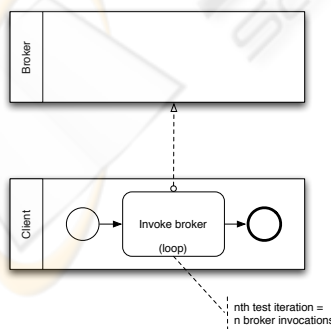 Broker
Client
Invoke broker
(loop)
nth test iteration =
n broker invocations